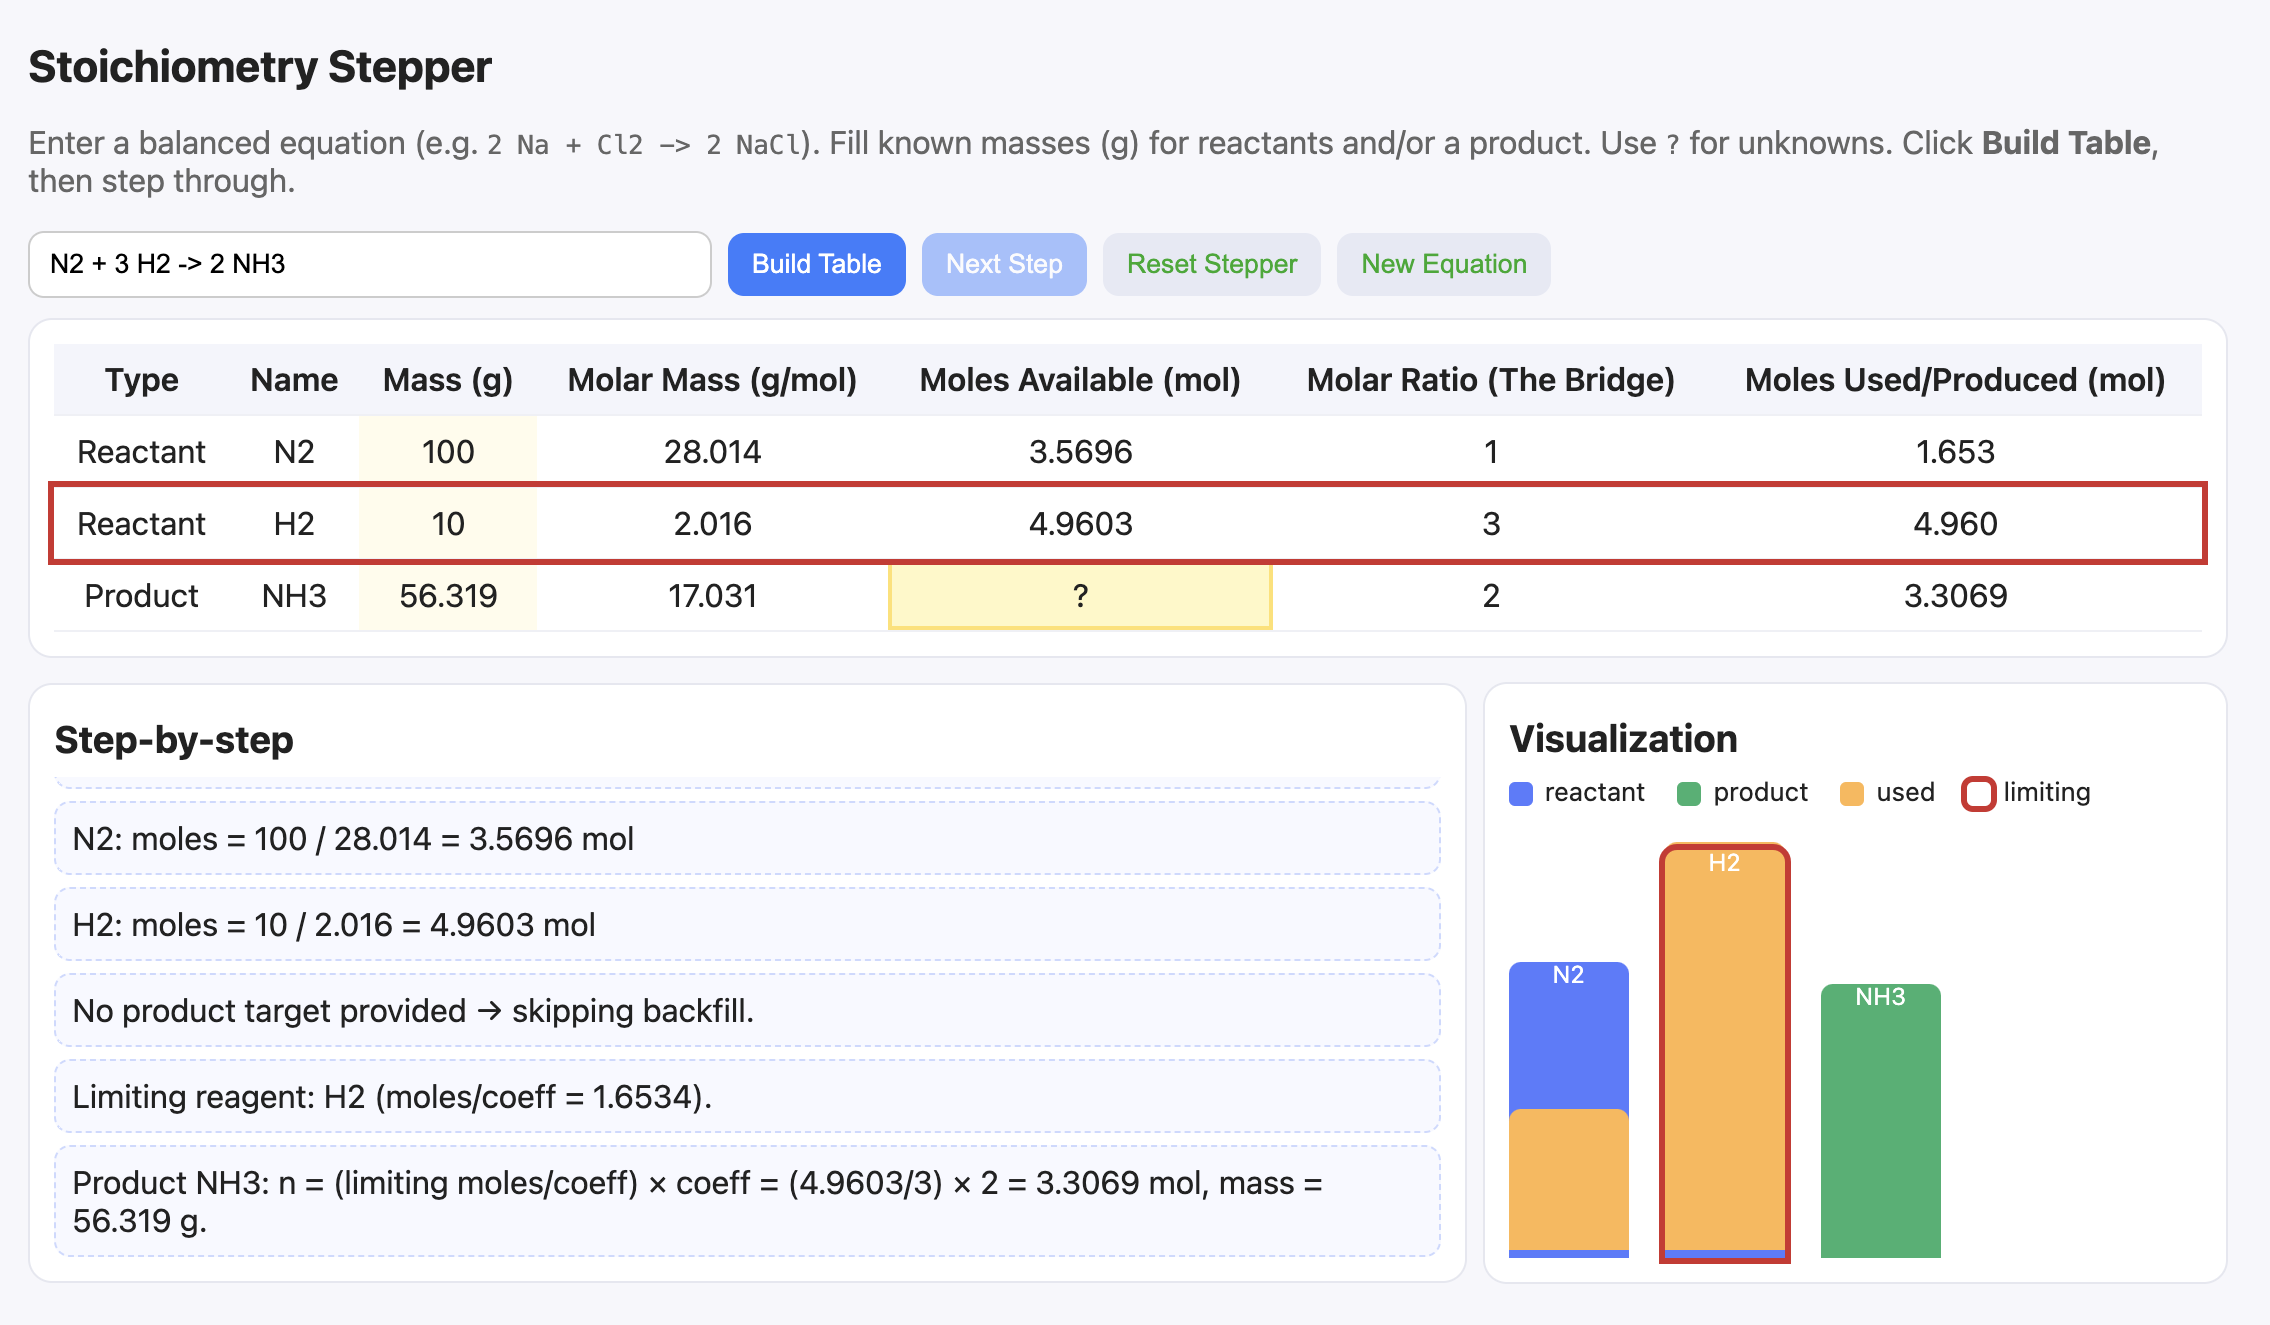 Stoichiometry Stepper
Enter a balanced equation (e.g. 2 Na + Cl2 -> 2 NaCl). Fill known masses (g) for reactants and/or a product. Use ? for unknowns. Click Build Table,
then step through.
N2 + 3 H2 -> 2 NH3 Build Table Next Step Reset Stepper New Equation
Type Name Mass (g) Molar Mass (g/mol) Moles Available (mol) Molar Ratio (The Bridge) Moles Used/Produced (mol)
Reactant N2 100 28.014 3.5696 1 1.653
Reactant H2 10 2.016 4.9603 3 4.960
Product NH3 56.319 17.031 ? 2 3.3069
Step-by-step
N2: moles = 100 / 28.014 = 3.5696 mol
H2: moles = 10 / 2.016 = 4.9603 mol
No product target provided → skipping backfill.
Limiting reagent: H2 (moles/coeff = 1.6534).
Product NH3: n = (limiting moles/coeff) × coeff = (4.9603/3) × 2 = 3.3069 mol, mass =
56.319 g.
Visualization
reactant product used limiting
H2
N2
NH3